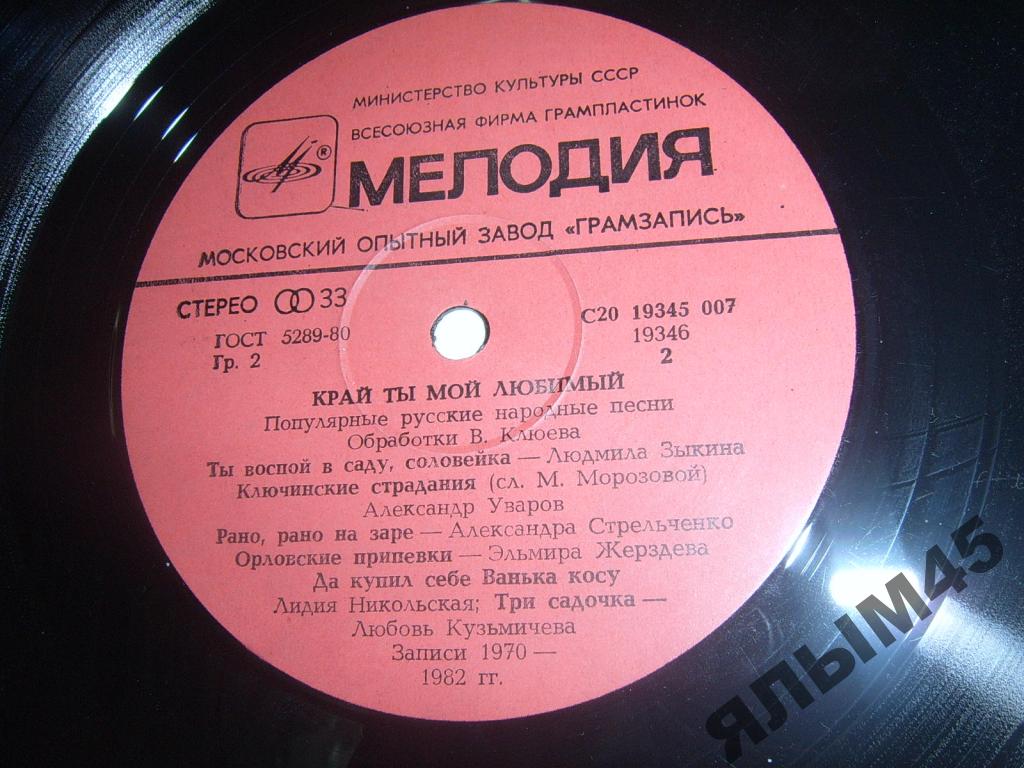 МИНИСТЕРСТВО КУЛЬТУРЫ СССР
ВСЕСОЮЗНАЯ ФИРМА ГРАМПЛАСТИНОК
®
МЕЛОДИЯ
МОСКОВСКИЙ ОПЫТНЫЙ ЗАВОД «ГРАМЗАПИСЬ»
СТЕРЕО 33
ГОСТ 5289-80
Гр. 2
С20 19345 007
19346
2
КРАЙ ТЫ МОЙ ЛЮБИМЫЙ
Популярные русские народные песни
Обработки В. Клюева
Ты воспой в саду, соловейка — Людмила Зыкина
Ключинские страдания (сл. М. Морозовой)
Александр Уваров
Рано, рано на заре — Александра Стрельченко
Орловские припевки — Эльмира Жерздева
Да купил себе Ванька косу
Лидия Никольская; Три садочка —
Любовь Кузьмичева
Записи 1970 —
1982 гг.
ЯЛЫМ45